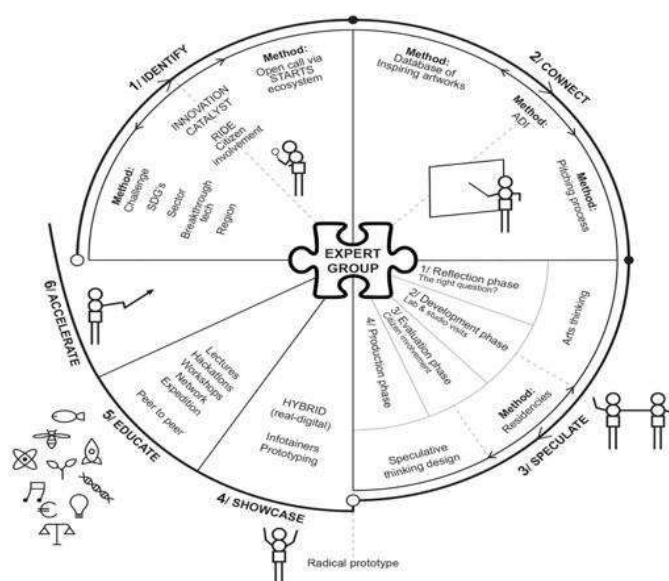 1/ IDENTIFY
Method:
Open call via
STARTS
ecosystem
INNOVATION
CATALYST
RIDE
Citizen
involvement
Method:
Challenge
SDG's
Sector
Breakthrough
tech
Region
2/ CONNECT
Method:
Database of
Inspiring artworks
Method:
ADI
Method:
Pitching process
EXPERT
GROUP
1/ Reflection phase
The right question?
2/ Development phase
Lab & studio visits
3/ Evaluation phase
Citizen involvement
4/ Production phase
Arts thinking
Method:
Residencies
Speculative
thinking design
3/ SPECULATE
Radical prototype
4/ SHOWCASE
HYBRID
(real-digital)
Infotainers
Prototyping
5/ EDUCATE
Lectures
Hackathons
Workshops
Network
Expedition
Peer to peer
6/ ACCELERATE